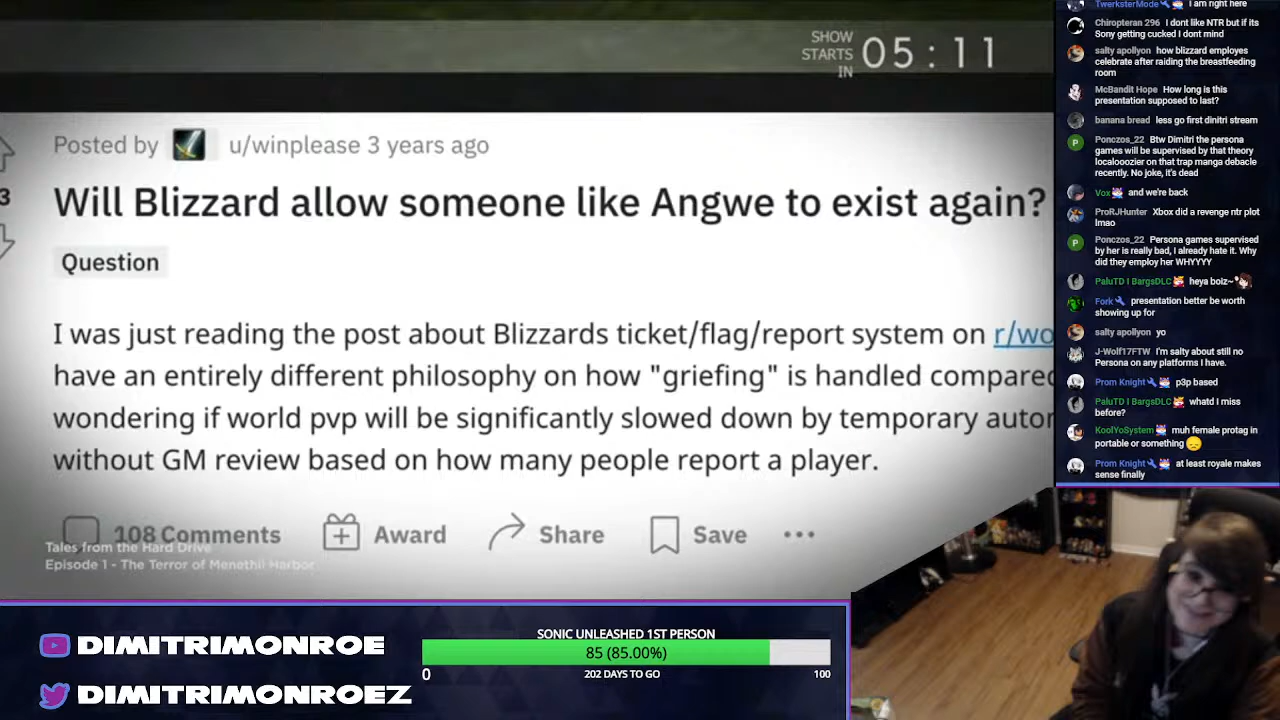 SHOW
STARTS
IN
05:11
Posted by u/winplease 3 years ago
3
Will Blizzard allow someone like Angwe to exist again?
Question
I was just reading the post about Blizzards ticket/flag/report system on r/wo
have an entirely different philosophy on how "griefing" is handled compared
wondering if world pvp will be significantly slowed down by temporary autor
without GM review based on how many people report a player.
108 Comments Award Share Save ...
Tales from the Hard Drive
Episode 1 - The Terror of Menethil Harbor
DIMITRIMONROE
DIMITRIMONROEZ
SONIC UNLEASHED 1ST PERSON
85 (85.00%)
0 202 DAYS TO GO 100
TwerksterMode I am right here
Chiropteran 296 I dont like NTR but if its
Sony getting cucked I dont mind
salty apollyon how blizzard employes
celebrate after raiding the breastfeeding
room
McBandit Hope How long is this
presentation supposed to last?
banana bread less go first dinitri stream
P Ponczos_22 Btw Dimitri the persona
games will be supervised by that theory
localooozier on that trap manga debacle
recently. No joke, it's dead
Vox and we're back
ProRJHunter Xbox did a revenge ntr plot
lmao
P Ponczos_22 Persona games supervised
by her is really bad, I already hate it. Why
did they employ her WHYYYY
PaluTD I BargsDLC heya boiz~
Fork presentation better be worth
showing up for
salty apollyon yo
J-Wolf17FTW I'm salty about still no
Persona on any platforms I have.
Prom Knight p3p based
PaluTD I BargsDLC whatd I miss
before?
KoolYoSystem muh female protag in
portable or something
Prom Knight at least royale makes
sense finally